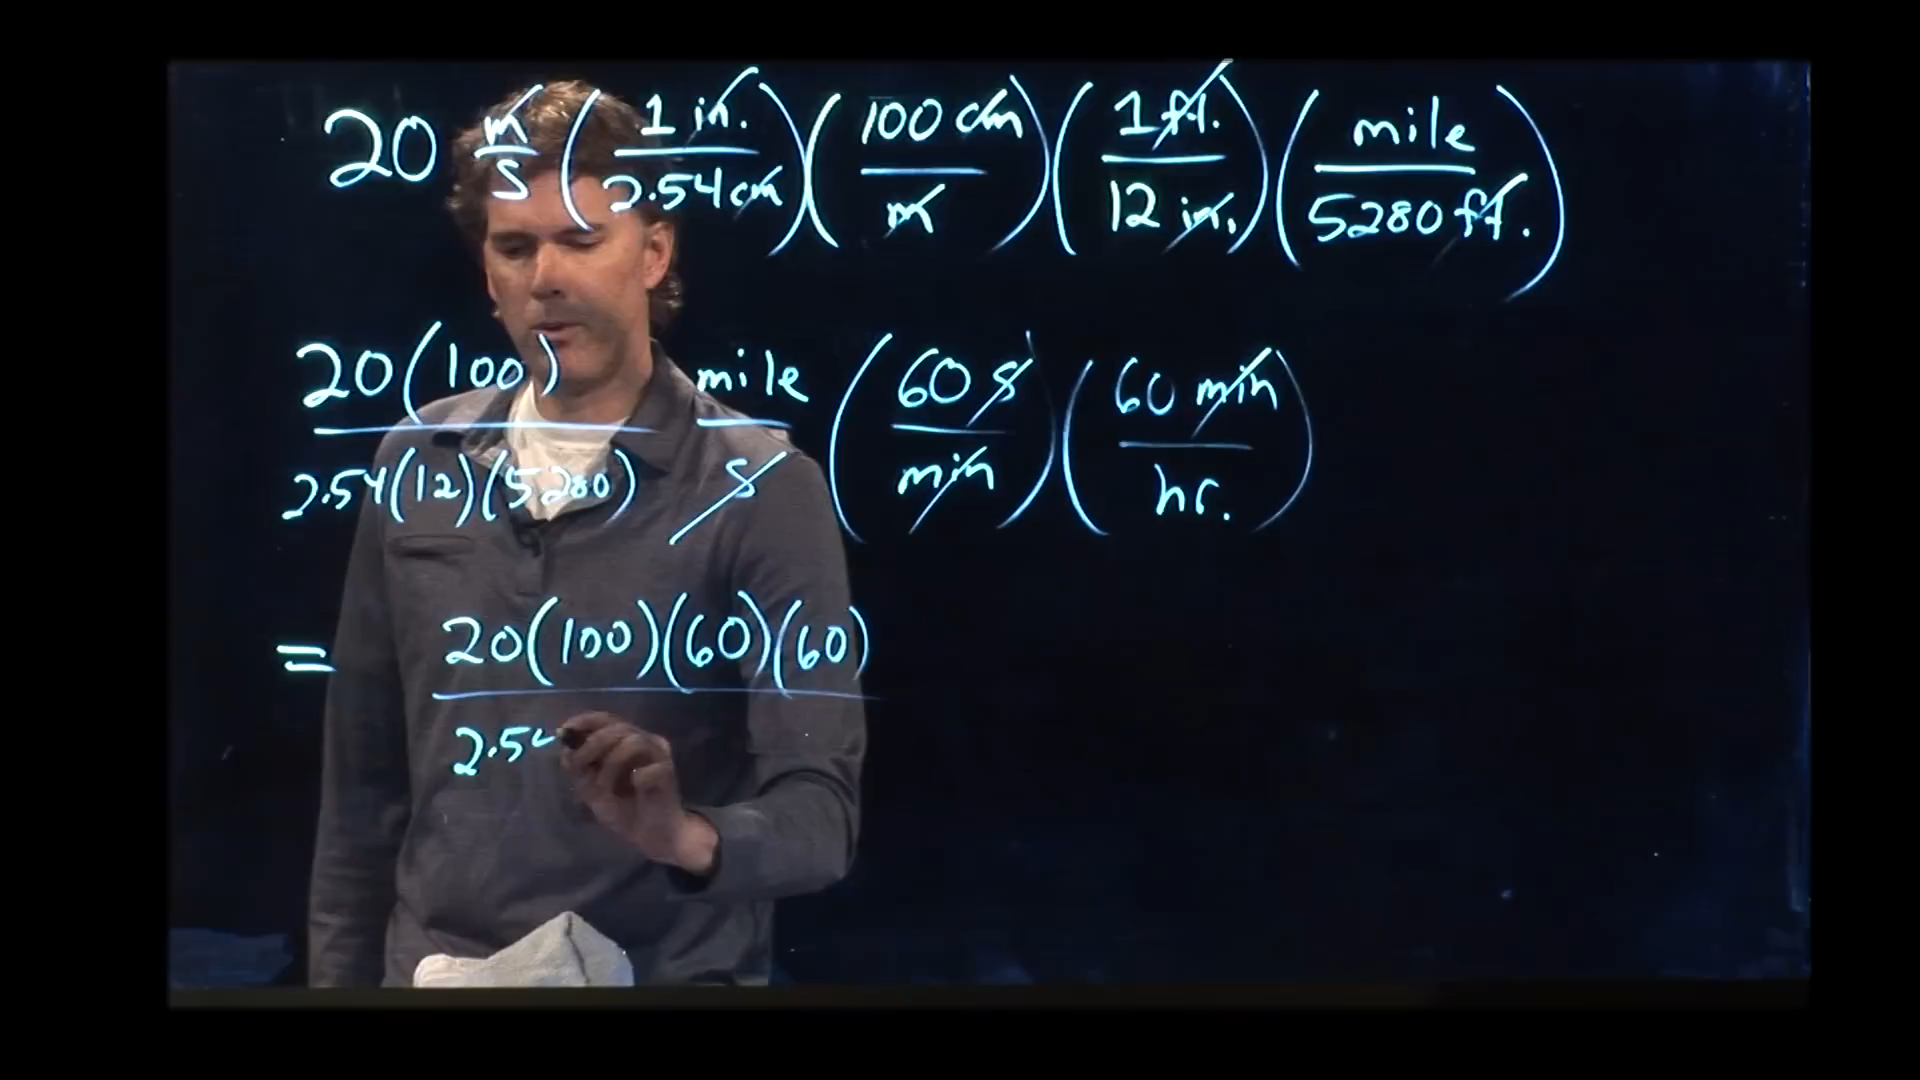 20 m/s (1 in./2.54 cm)(100 cm/m)(1 ft./12 in.)(mile/5280 ft.)
20(100)/2.54(12)(5280) mile/s (60 s/min)(60 min/hr.)
= 20(100)(60)(60)/2.54